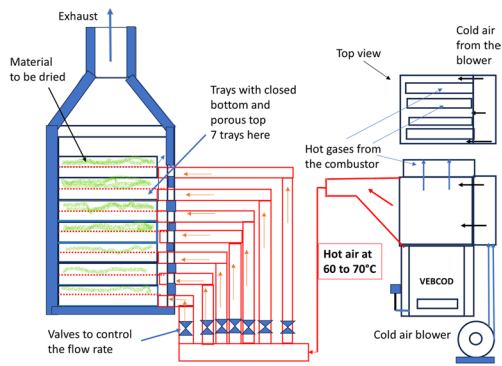 Exhaust
Material
to be dried
Trays with closed
bottom and
porous top
7 trays here
Valves to control
the flow rate
Cold air
from the
blower
Top view
Hot gases from
the combustor
Hot air at
60 to 70°C
VEBCOD
Cold air blower